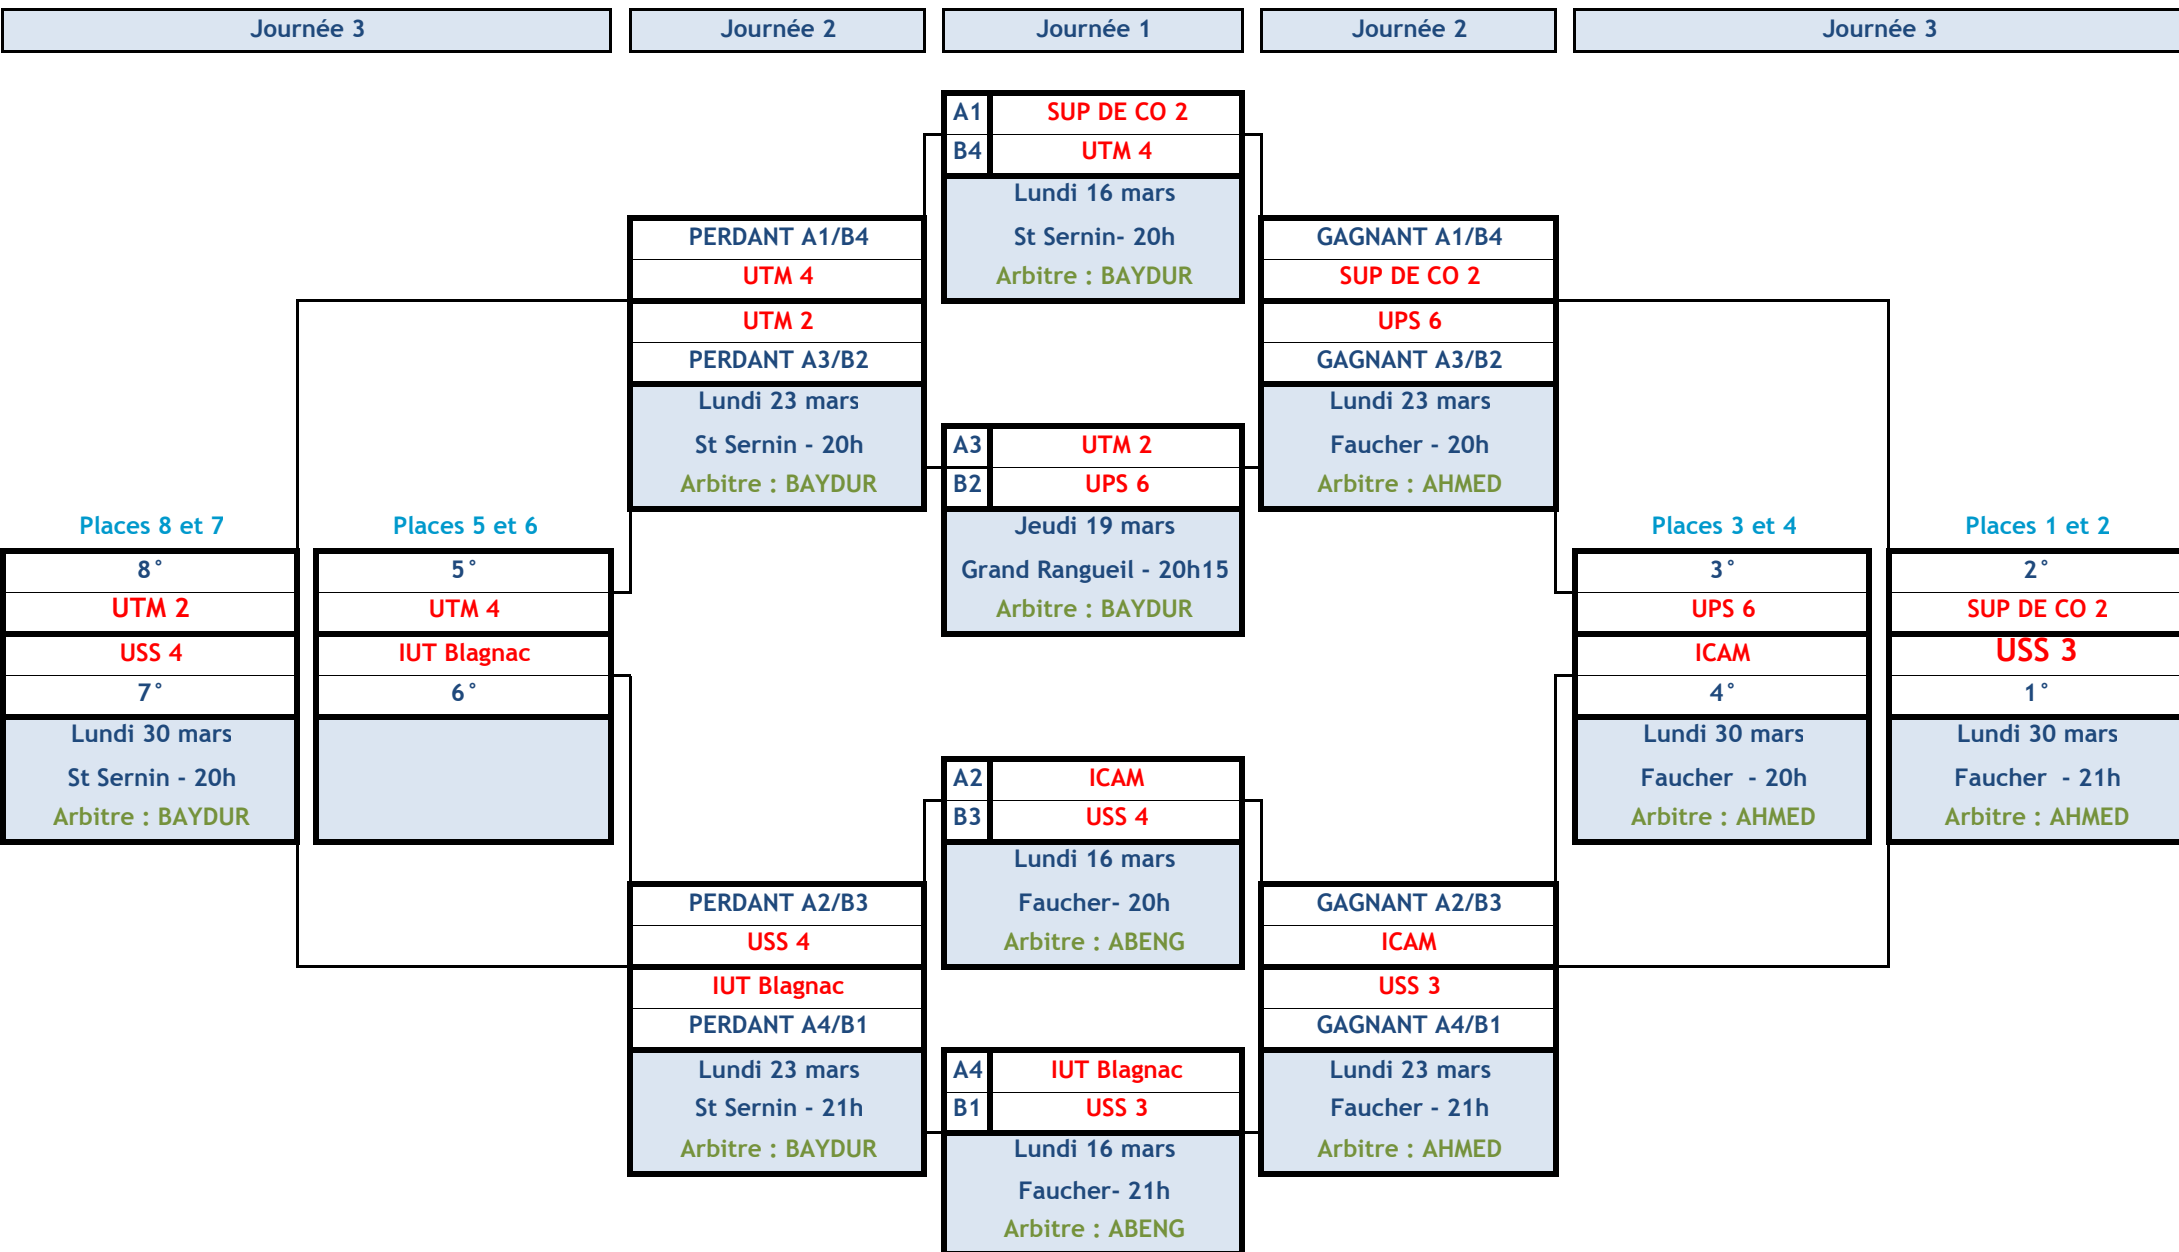 Journée 3
Journée 2
Journée 1
Journée 2
Journée 3
A1 SUP DE CO 2
B4 UTM 4
Lundi 16 mars
St Sernin- 20h
Arbitre : BAYDUR
PERDANT A1/B4
UTM 4
UTM 2
PERDANT A3/B2
Lundi 23 mars
St Sernin - 20h
Arbitre : BAYDUR
GAGNANT A1/B4
SUP DE CO 2
UPS 6
GAGNANT A3/B2
Lundi 23 mars
Faucher - 20h
Arbitre : AHMED
A3 UTM 2
B2 UPS 6
Jeudi 19 mars
Grand Rangueil - 20h15
Arbitre : BAYDUR
Places 8 et 7
8°
UTM 2
USS 4
7°
Lundi 30 mars
St Sernin - 20h
Arbitre : BAYDUR
Places 5 et 6
5°
UTM 4
IUT Blagnac
6°
Places 3 et 4
3°
UPS 6
ICAM
4°
Lundi 30 mars
Faucher  - 20h
Arbitre : AHMED
Places 1 et 2
2°
SUP DE CO 2
USS 3
1°
Lundi 30 mars
Faucher  - 21h
Arbitre : AHMED
A2 ICAM
B3 USS 4
Lundi 16 mars
Faucher- 20h
Arbitre : ABENG
PERDANT A2/B3
USS 4
IUT Blagnac
PERDANT A4/B1
Lundi 23 mars
St Sernin - 21h
Arbitre : BAYDUR
GAGNANT A2/B3
ICAM
USS 3
GAGNANT A4/B1
Lundi 23 mars
Faucher - 21h
Arbitre : AHMED
A4 IUT Blagnac
B1 USS 3
Lundi 16 mars
Faucher- 21h
Arbitre : ABENG